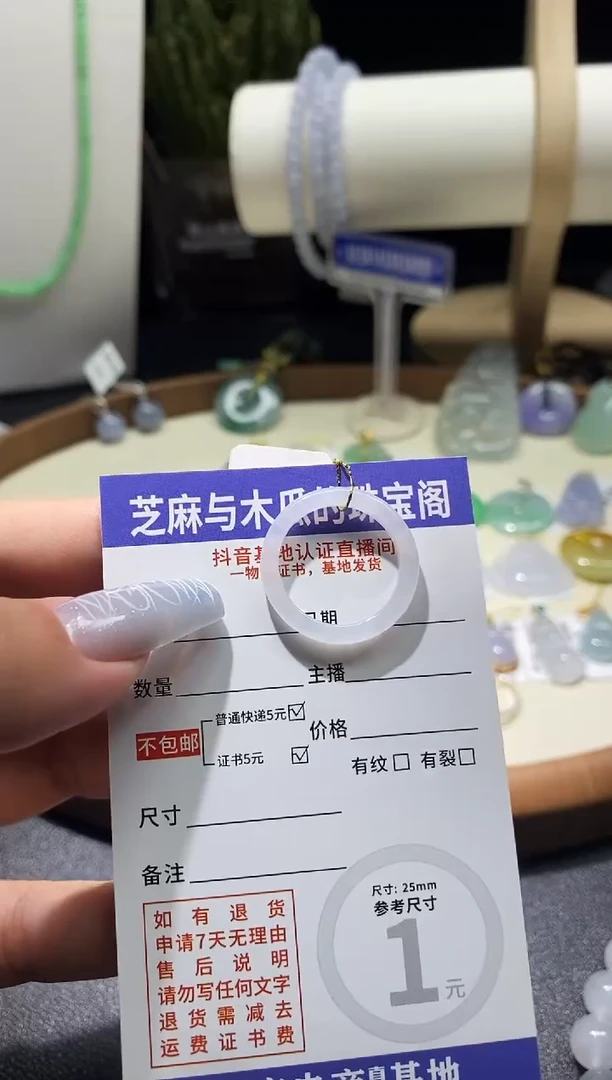 芝麻与木瓜的珠宝阁
抖音基地认证直播间
一物 证书，基地发货
日期
数量
主播
不包邮
普通快递5元
证书5元
价格
有纹
有裂
尺寸
备注
如有退货
申请7天无理由
售后说明
请勿写任何文字
退货需减去
运费证书费
尺寸: 25mm
参考尺寸
1元